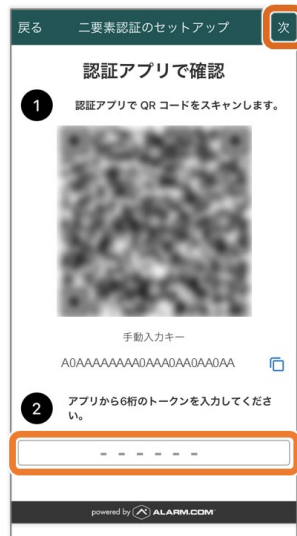 戻る 二要素認証のセットアップ 次
認証アプリで確認
1 認証アプリで QR コードをスキャンします。
手動入力キー
A0AAAAAAAA0AAA0AA0AA0AA
2 アプリから6桁のトークンを入力してくださ
い。
- - - - - -
powered by ALARM.COM